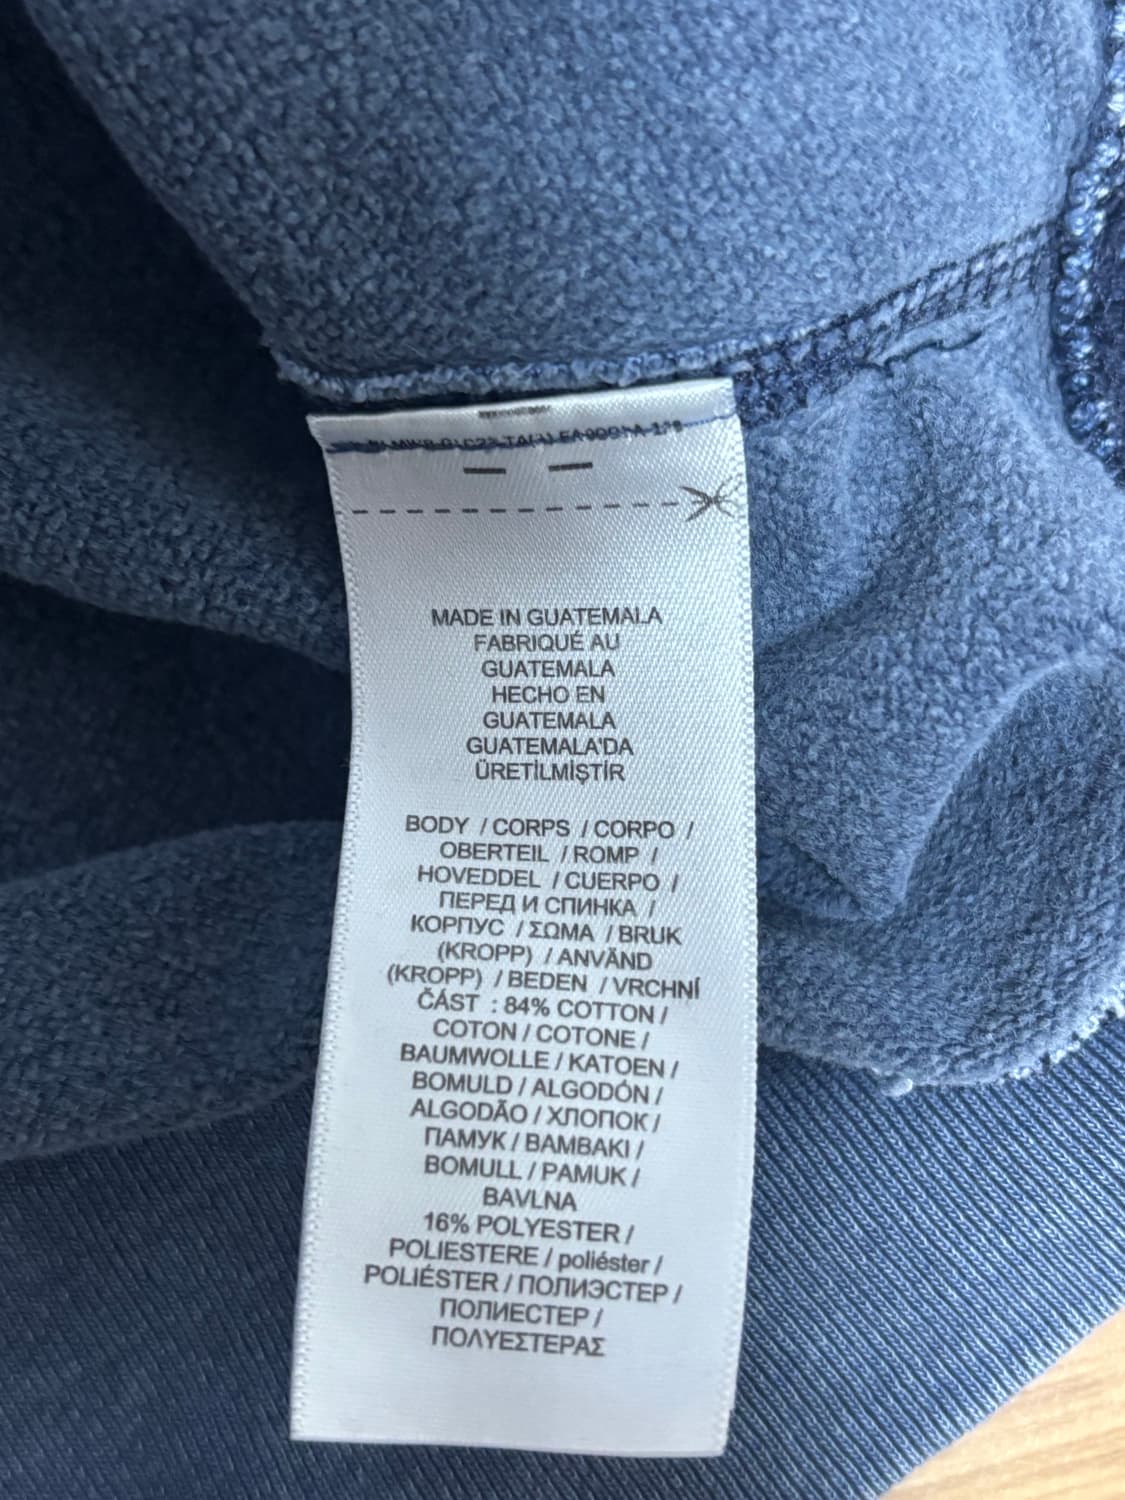 MADE IN GUATEMALA
FABRIQUÉ AU
GUATEMALA
HECHO EN
GUATEMALA
GUATEMALA'DA
ÜRETİLMİŞTİR
BODY / CORPS / CORPO /
OBERTEIL / ROMP /
HOVEDDEL / CUERPO /
ПЕРЕД И СПИНКА /
КОРПУС / ΣΩΜΑ / BRUK
(KROPP) / ANVÄND
(KROPP) / BEDEN / VRCHNÍ
ČÁST : 84% COTTON /
COTON / COTONE /
BAUMWOLLE / KATOEN /
BOMULD / ALGODÓN /
ALGODÃO / ХЛОПОК /
ПАМУК / BAMBAKI /
BOMULL / PAMUK /
BAVLNA
16% POLYESTER /
POLIESTERE / poliéster /
POLIÉSTER / ПОЛИЭСТЕР /
ПОЛИЕСТЕР /
ΠΟΛΥΕΣΤΕΡΑΣ